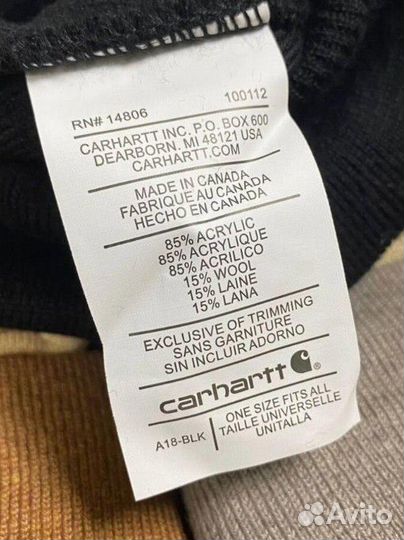 RN# 14806 100112
CARHARTT INC. P.O. BOX 600
DEARBORN, MI 48121 USA
CARHARTT.COM
MADE IN CANADA
FABRIQUE AU CANADA
HECHO EN CANADA
85% ACRYLIC
85% ACRYLIQUE
85% ACRILICO
15% WOOL
15% LAINE
15% LANA
EXCLUSIVE OF TRIMMING
SANS GARNITURE
SIN INCLUIR ADORNO
carhartt
A18-BLK
ONE SIZE FITS ALL
TAILLE UNIVERSELLE
UNITALLA
Avito